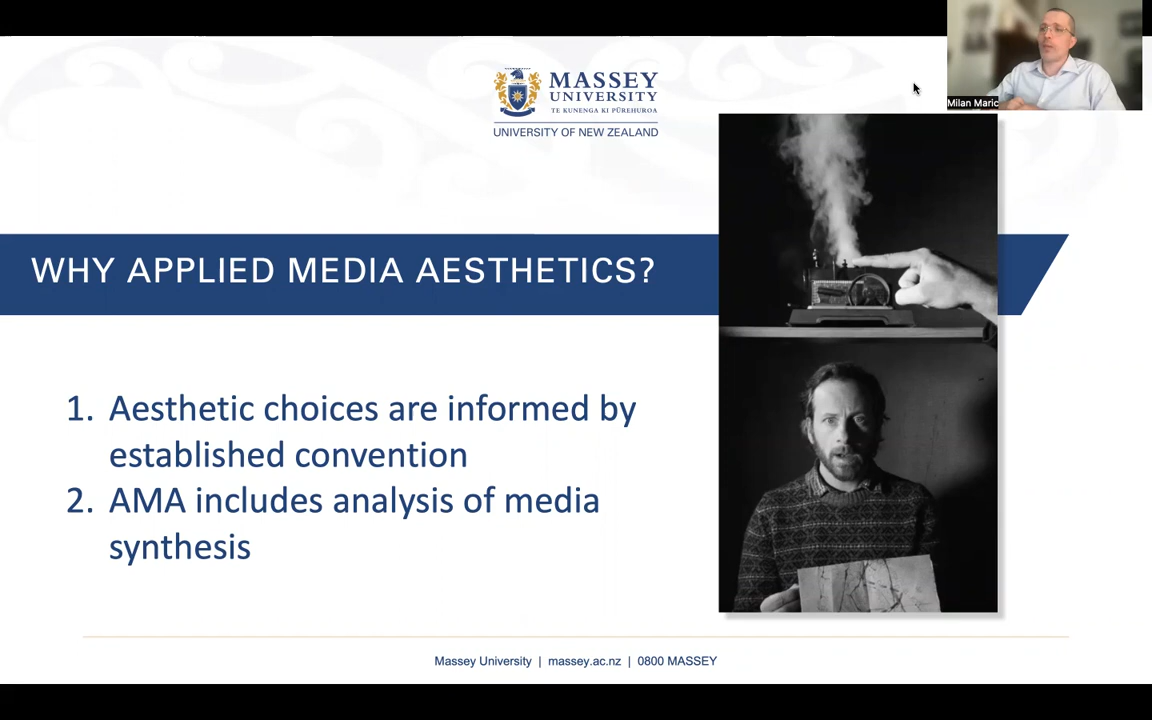 MASSEY
UNIVERSITY
TE KUNENGA KI PŪREHUROA
UNIVERSITY OF NEW ZEALAND
Milan Maric
WHY APPLIED MEDIA AESTHETICS?
1. Aesthetic choices are informed by
established convention
2. AMA includes analysis of media
synthesis
Massey University | massey.ac.nz | 0800 MASSEY